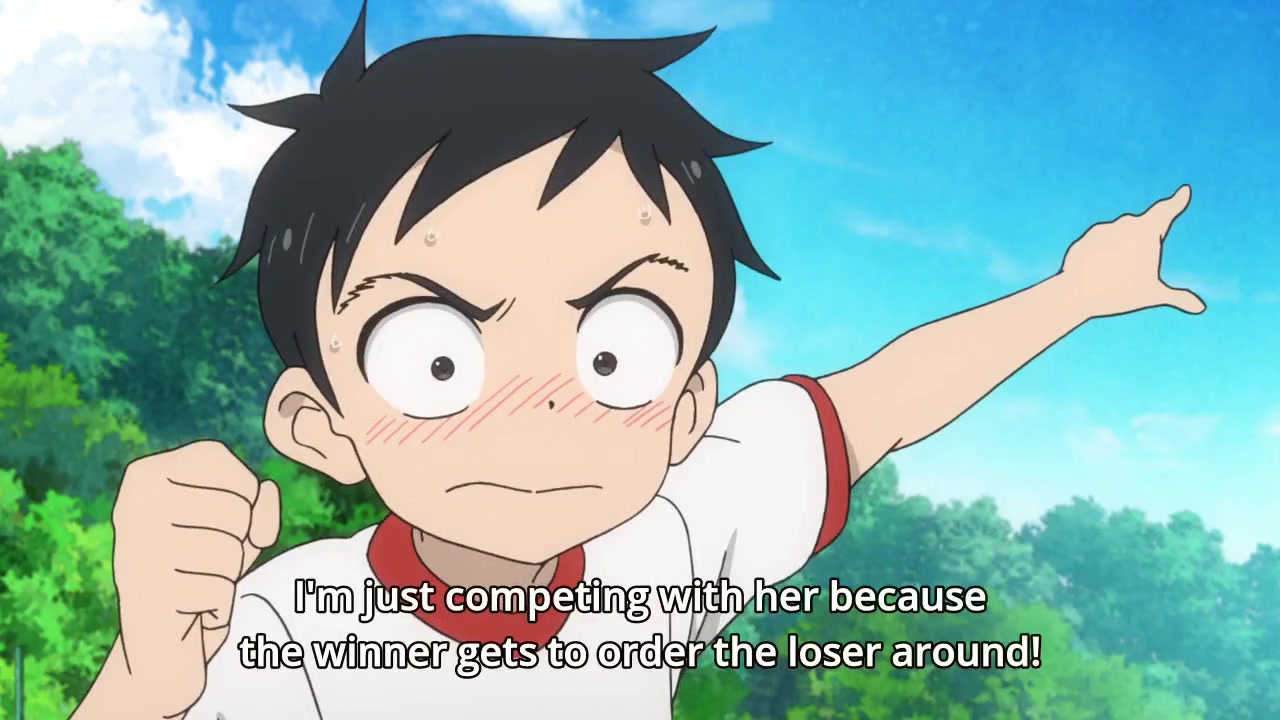 I'm just competing with her because
the winner gets to order the loser around!